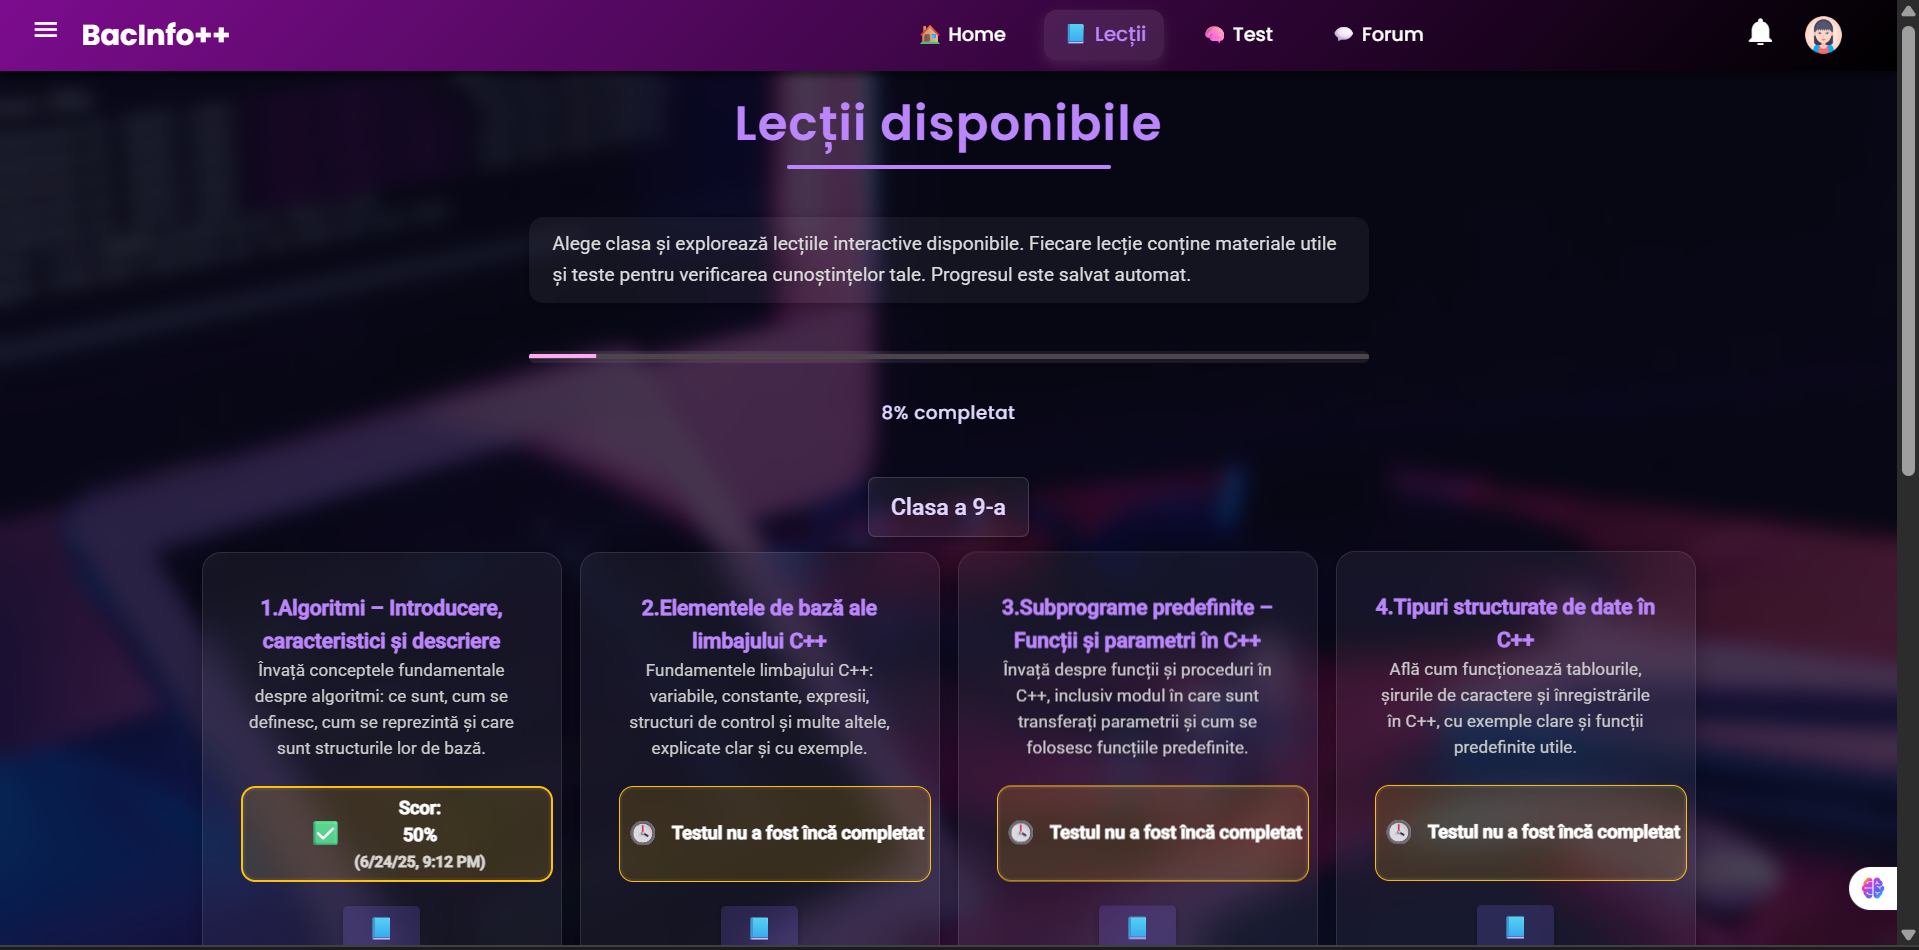 BacInfo++
Home
Lecții
Test
Forum
Lecții disponibile
Alege clasa și explorează lecțiile interactive disponibile. Fiecare lecție conține materiale utile
și teste pentru verificarea cunoștințelor tale. Progresul este salvat automat.
8% completat
Clasa a 9-a
1.Algoritmi – Introducere,
caracteristici și descriere
Învață conceptele fundamentale
despre algoritmi: ce sunt, cum se
definesc, cum se reprezintă și care
sunt structurile lor de bază.
Scor:
50%
(6/24/25, 9:12 PM)
2.Elementele de bază ale
limbajului C++
Fundamentele limbajului C++:
variabile, constante, expresii,
structuri de control și multe altele,
explicate clar și cu exemple.
Testul nu a fost încă completat
3.Subprograme predefinite –
Funcții și parametri în C++
Învață despre funcții și proceduri în
C++, inclusiv modul în care sunt
transferați parametrii și cum se
folosesc funcțiile predefinite.
Testul nu a fost încă completat
4.Tipuri structurate de date în
C++
Află cum funcționează tablourile,
șirurile de caractere și înregistrările
în C++, cu exemple clare și funcții
predefinite utile.
Testul nu a fost încă completat